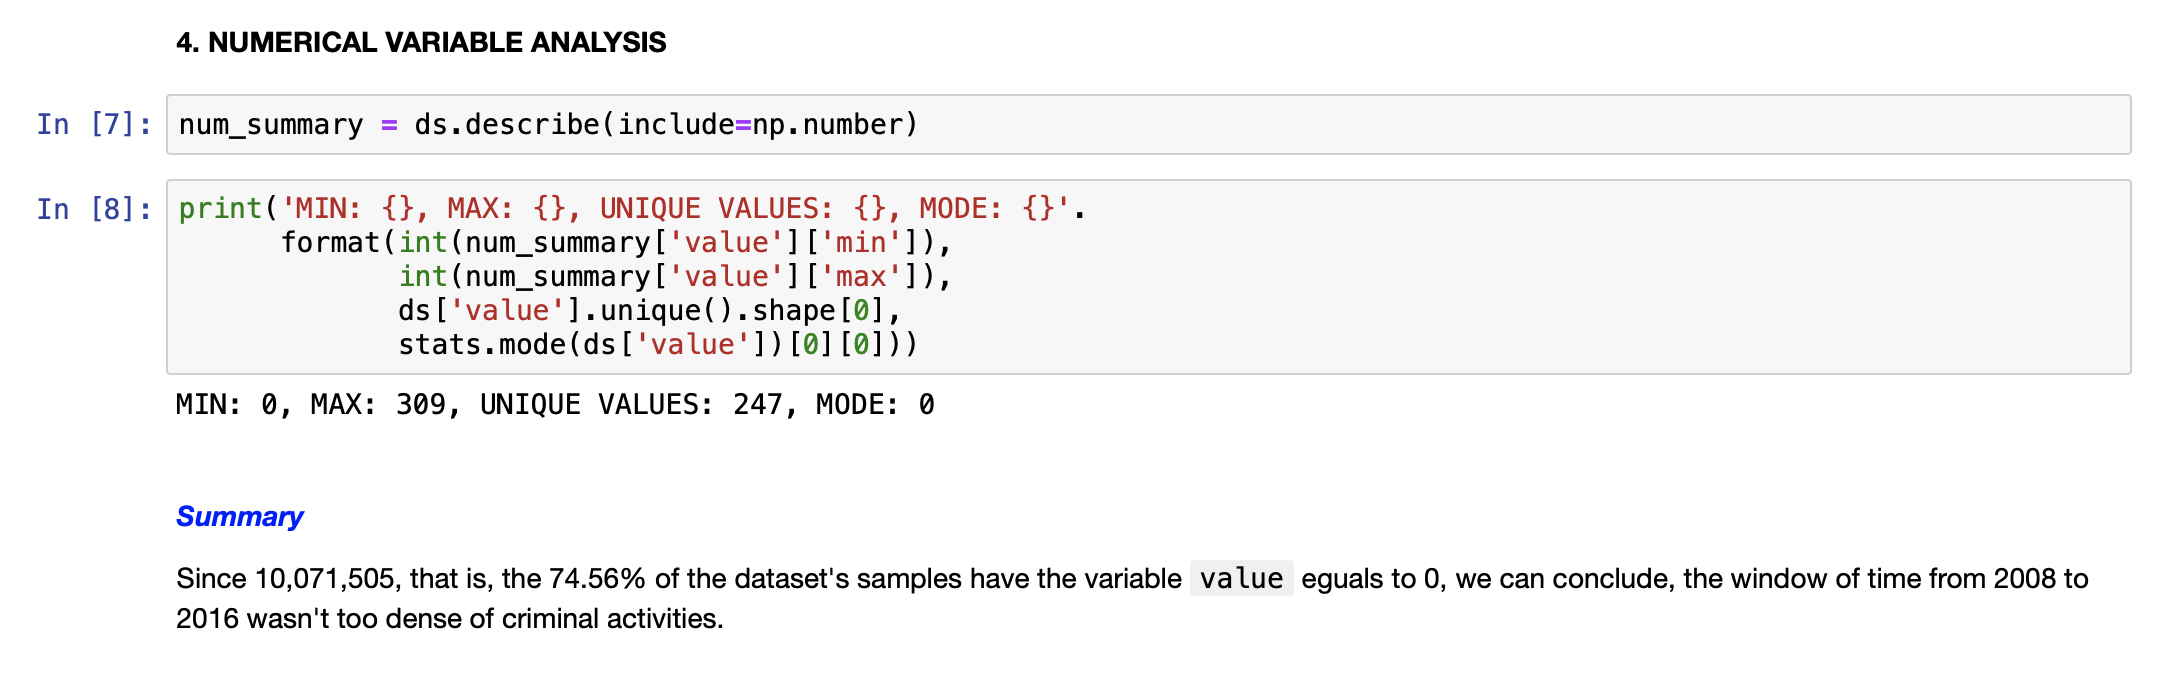 4. NUMERICAL VARIABLE ANALYSIS
In [7]: num_summary = ds.describe(include=np.number)
In [8]: print('MIN: {}, MAX: {}, UNIQUE VALUES: {}, MODE: {}'.
format(int(num_summary['value']['min']),
int(num_summary['value']['max']),
ds['value'].unique().shape[0],
stats.mode(ds['value'])[0][0]))
MIN: 0, MAX: 309, UNIQUE VALUES: 247, MODE: 0
Summary
Since 10,071,505, that is, the 74.56% of the dataset's samples have the variable value eguals to 0, we can conclude, the window of time from 2008 to
2016 wasn't too dense of criminal activities.